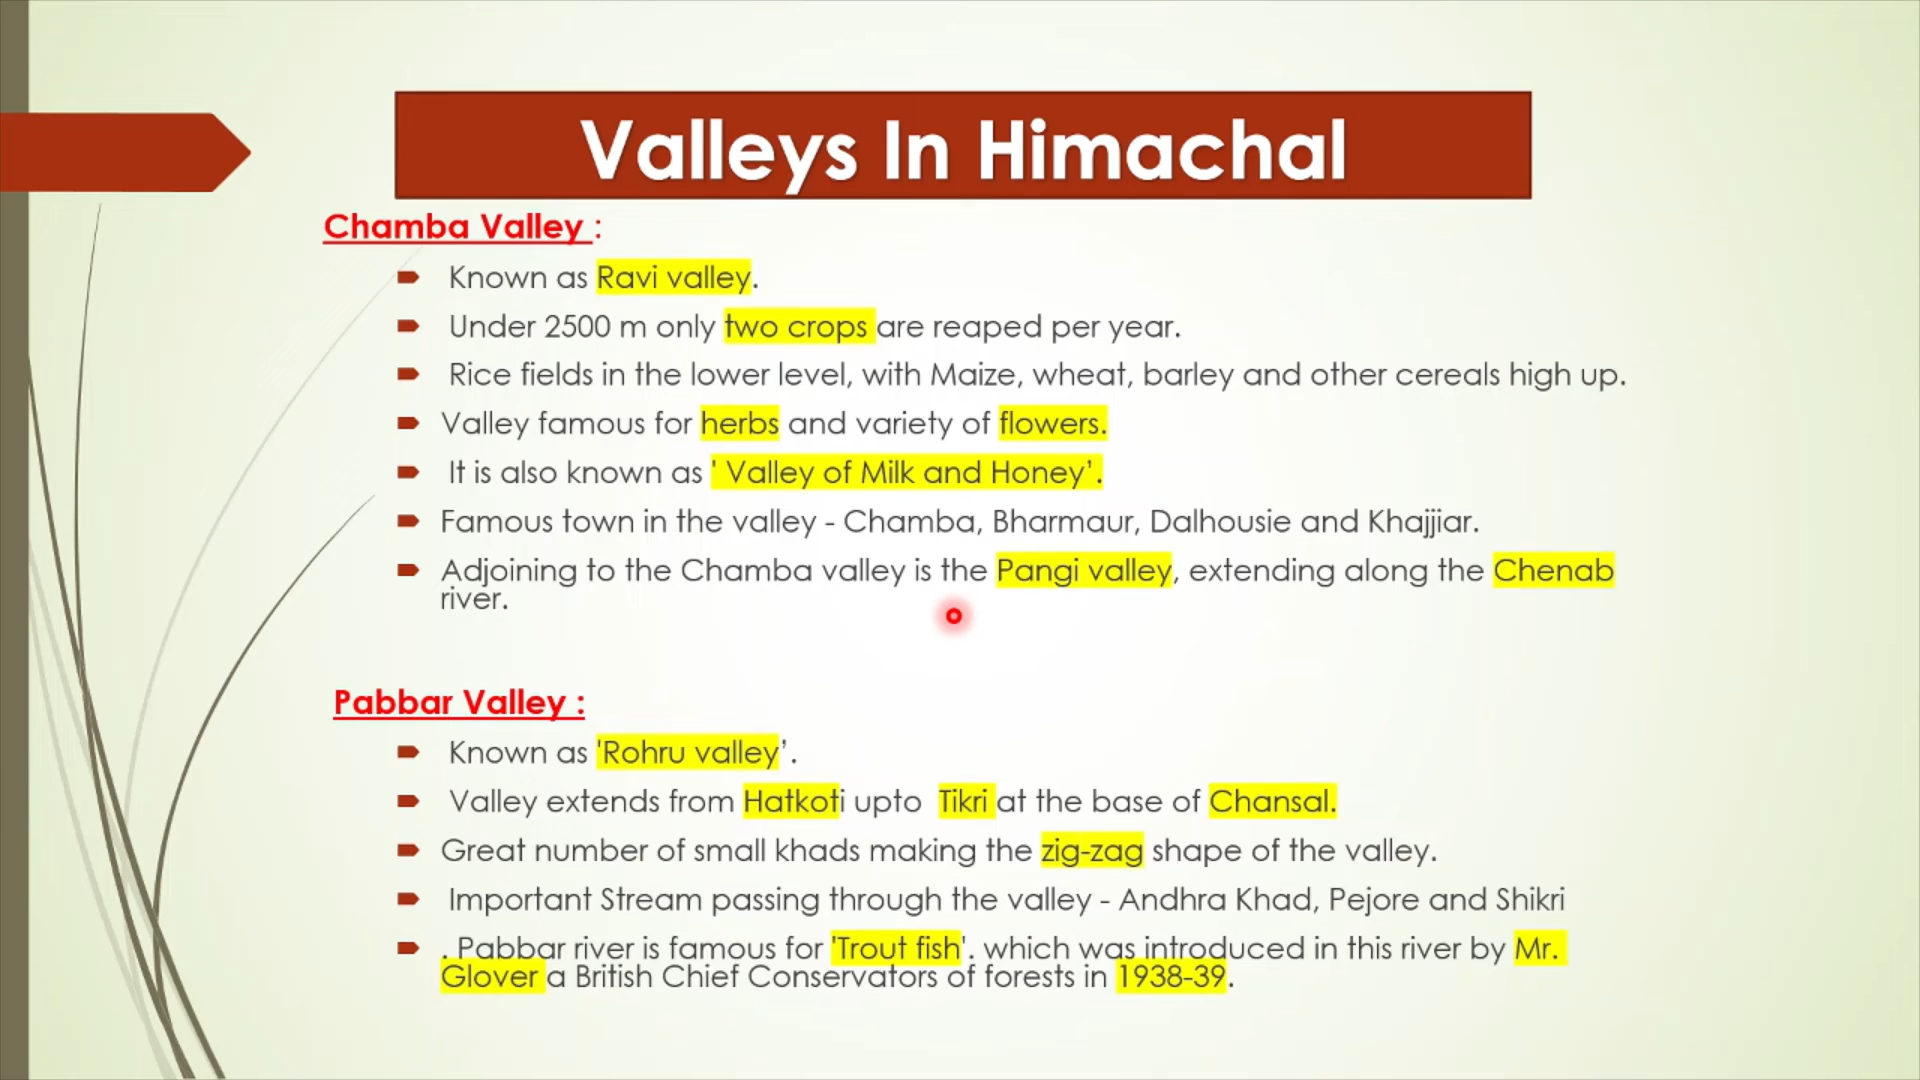 Valleys In Himachal
Chamba Valley :
Known as Ravi valley.
Under 2500 m only two crops are reaped per year.
Rice fields in the lower level, with Maize, wheat, barley and other cereals high up.
Valley famous for herbs and variety of flowers.
It is also known as ' Valley of Milk and Honey’.
Famous town in the valley - Chamba, Bharmaur, Dalhousie and Khajjiar.
Adjoining to the Chamba valley is the Pangi valley, extending along the Chenab
river.
Pabbar Valley :
Known as 'Rohru valley’.
Valley extends from Hatkoti upto Tikri at the base of Chansal.
Great number of small khads making the zig-zag shape of the valley.
Important Stream passing through the valley - Andhra Khad, Pejore and Shikri
. Pabbar river is famous for 'Trout fish'. which was introduced in this river by Mr.
Glover a British Chief Conservators of forests in 1938-39.